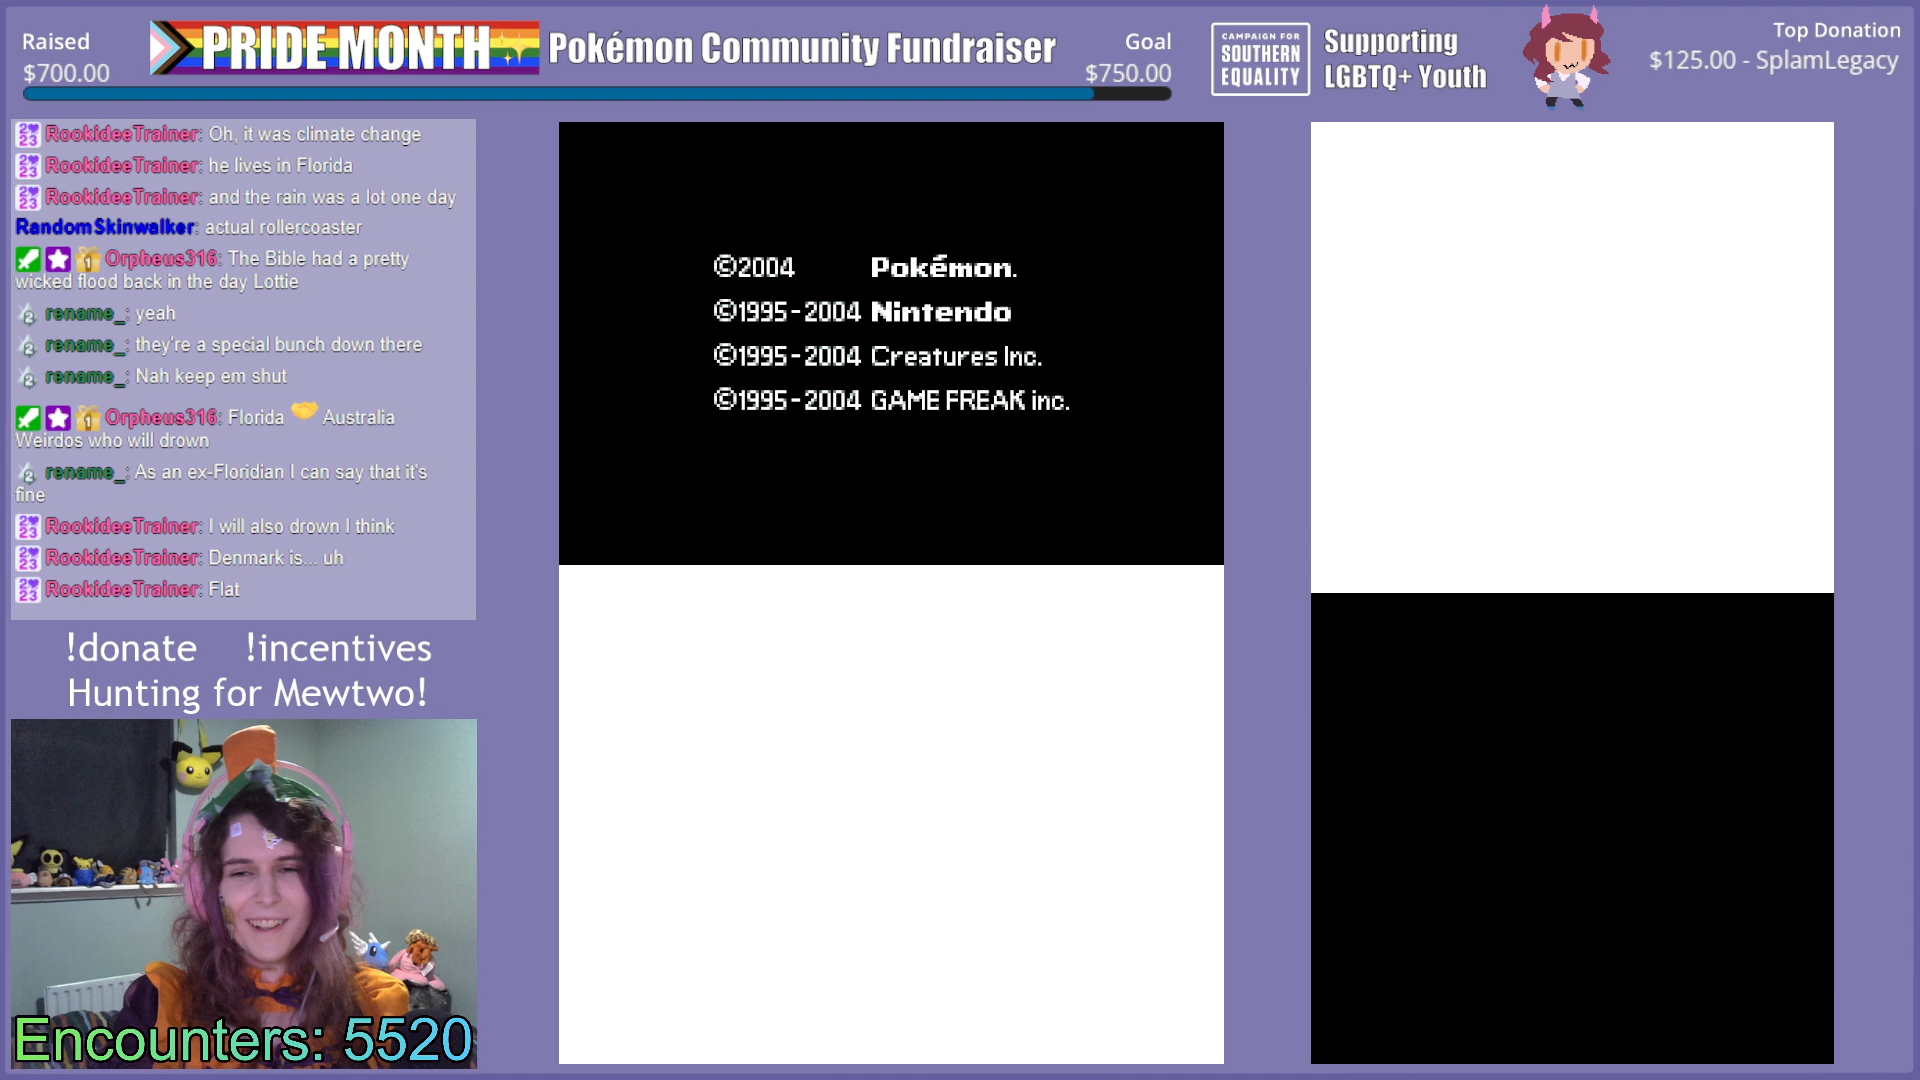 Raised
$700.00
PRIDE MONTH
Pokémon Community Fundraiser
Goal
$750.00
CAMPAIGN FOR
SOUTHERN
EQUALITY
Supporting
LGBTQ+ Youth
Top Donation
$125.00 - SplamLegacy
RookideeTrainer: Oh, it was climate change
RookideeTrainer: he lives in Florida
RookideeTrainer: and the rain was a lot one day
RandomSkinwalker: actual rollercoaster
Orpheus316: The Bible had a pretty
wicked flood back in the day Lottie
rename_: yeah
rename_: they're a special bunch down there
rename_: Nah keep em shut
Orpheus316: Florida Australia
Weirdos who will drown
rename_: As an ex-Floridian I can say that it's
fine
RookideeTrainer: I will also drown I think
RookideeTrainer: Denmark is... uh
RookideeTrainer: Flat
!donate !incentives
Hunting for Mewtwo!
Encounters: 5520
©2004 Pokémon.
©1995-2004 Nintendo
©1995-2004 Creatures Inc.
©1995-2004 GAME FREAK inc.